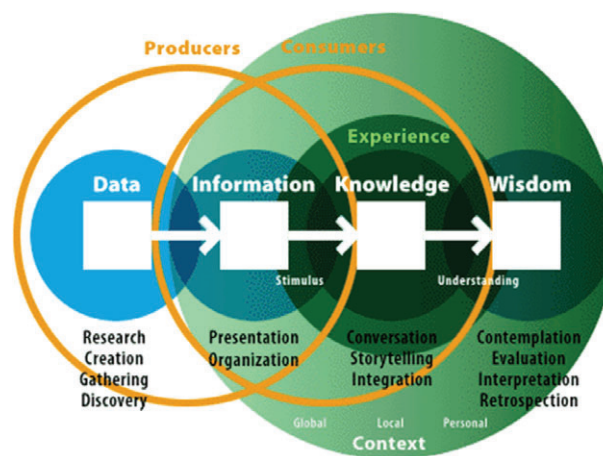 Producers Consumers
Experience
Data Information Knowledge Wisdom
Stimulus Understanding
Research
Creation
Gathering
Discovery
Presentation
Organization
Conversation
Storytelling
Integration
Contemplation
Evaluation
Interpretation
Retrospection
Global Local Personal
Context